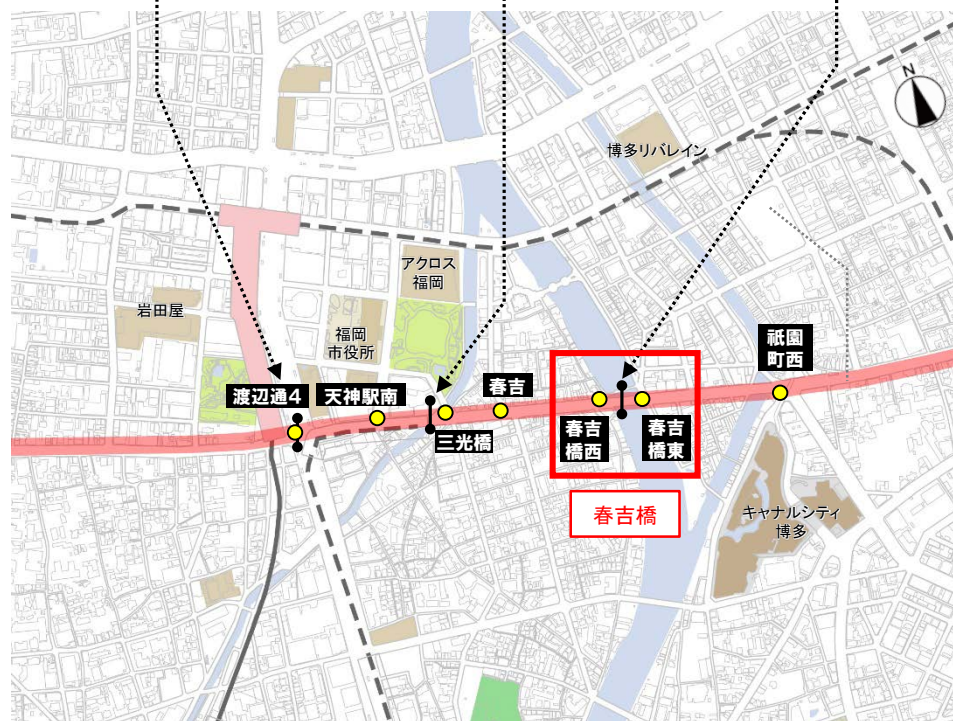 N
博多リバレイン
アクロス
福岡
岩田屋
福岡
市役所
祇園
町西
渡辺通4
天神駅南
春吉
三光橋
春吉
橋西
春吉
橋東
春吉橋
キャナルシティ
博多